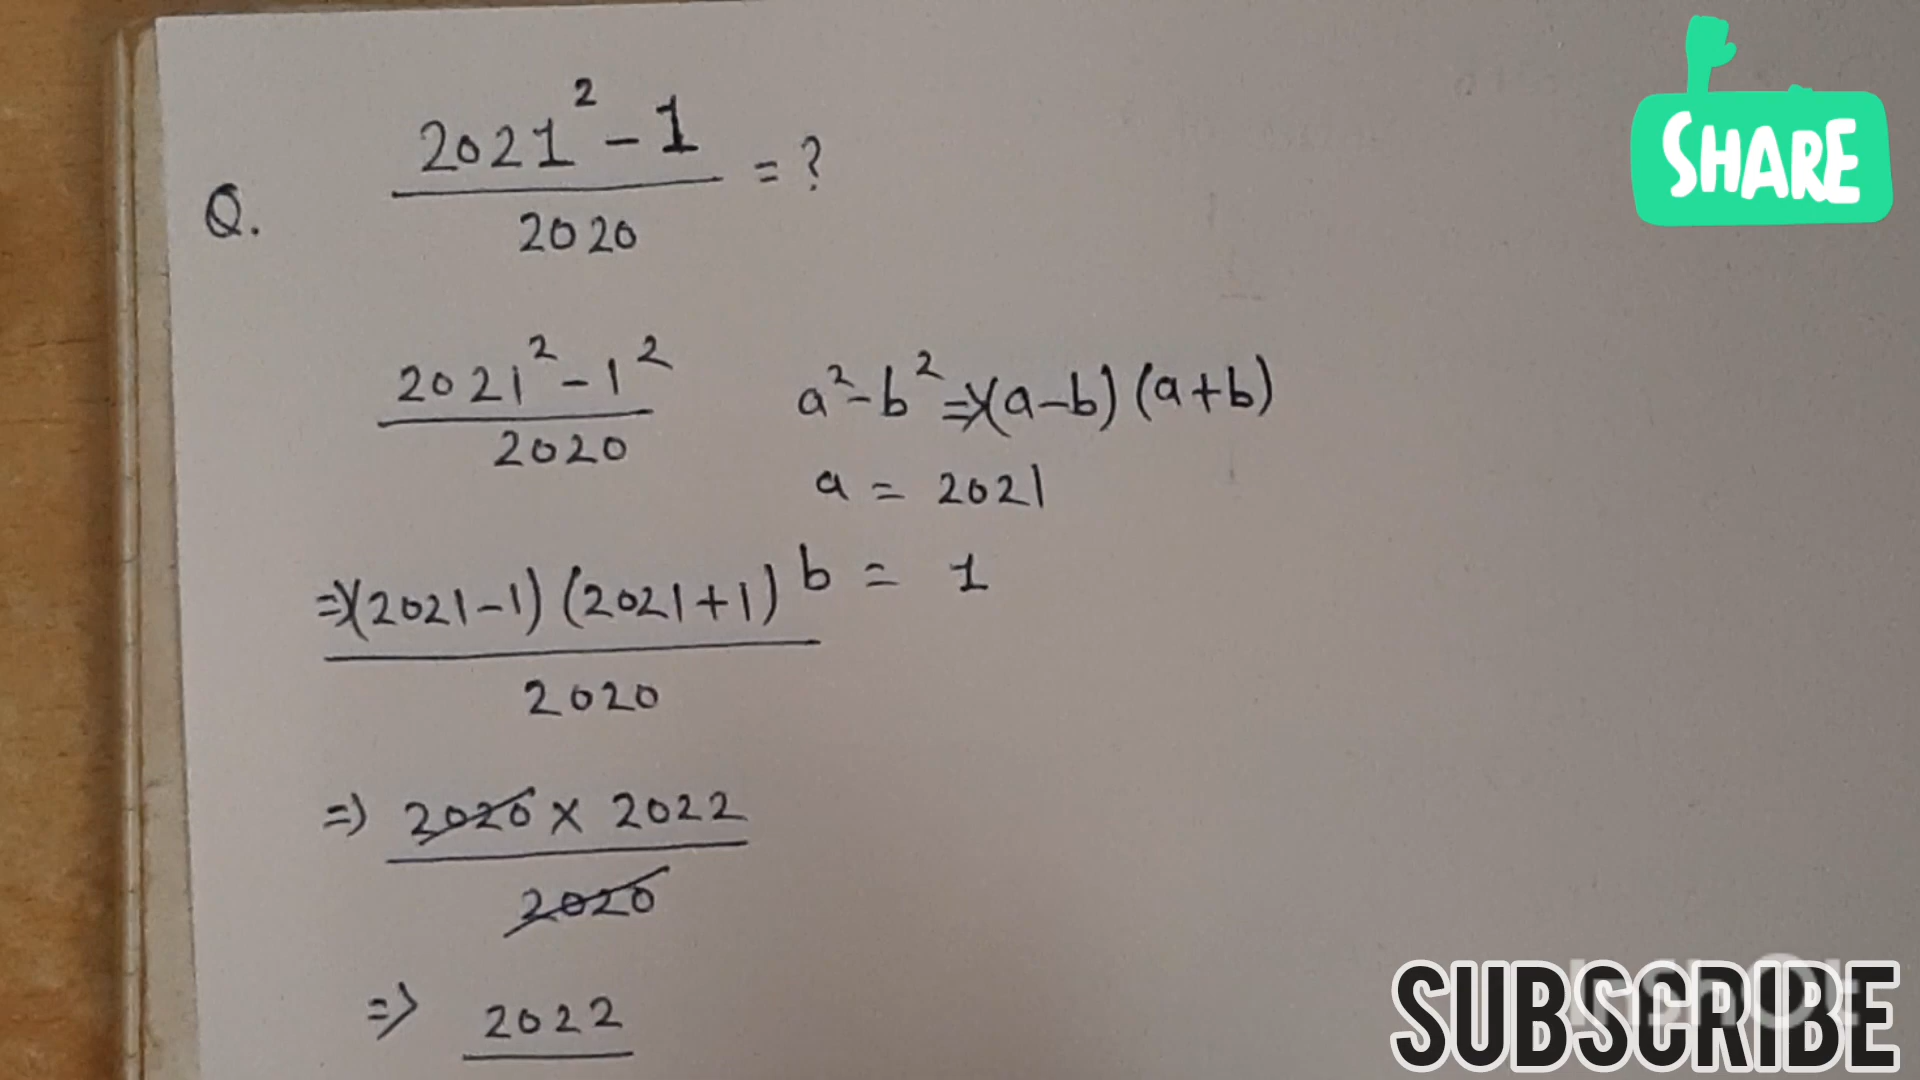 SHARE
Q. 2021² - 1 / 2020 = ?
2021² - 1² / 2020
a² - b² => (a-b) (a+b)
a = 2021
b = 1
=> (2021-1) (2021+1) / 2020
=> 2020 x 2022 / 2020
=> 2022
SUBSCRIBE